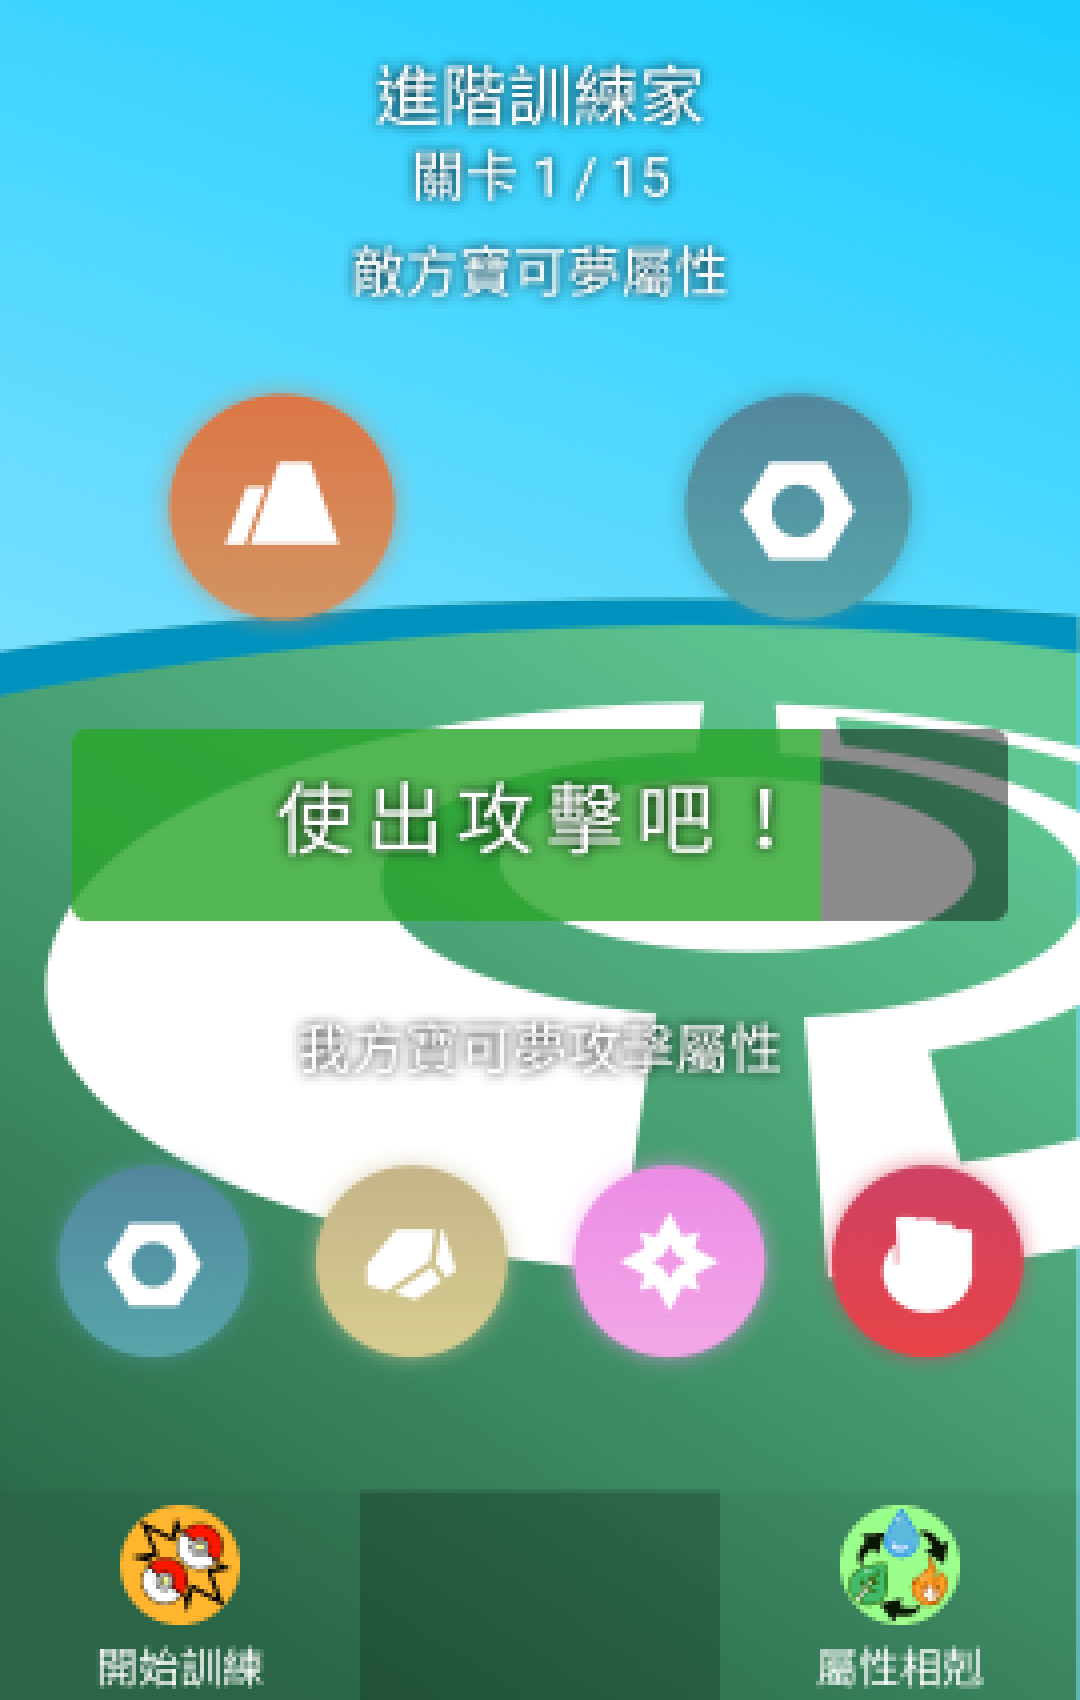 進階訓練家
關卡 1 / 15
敵方寶可夢屬性
使出攻擊吧！
我方寶可夢攻擊屬性
開始訓練
屬性相剋